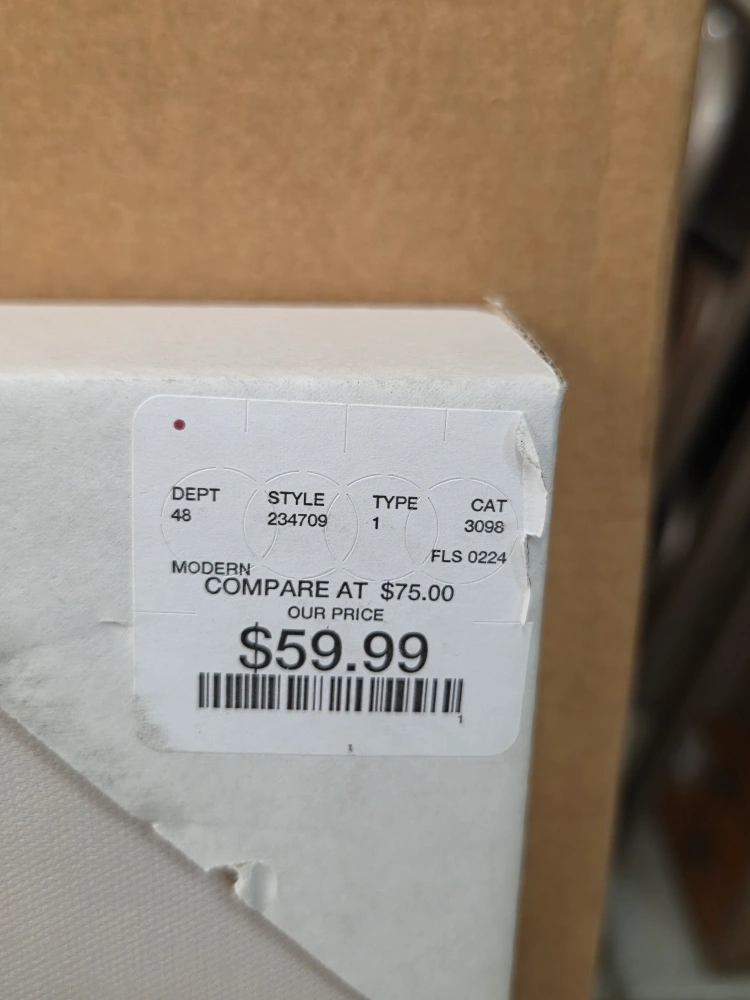 DEPT STYLE TYPE CAT
48 234709 1 3098
FLS 0224
MODERN
COMPARE AT $75.00
OUR PRICE
$59.99
1